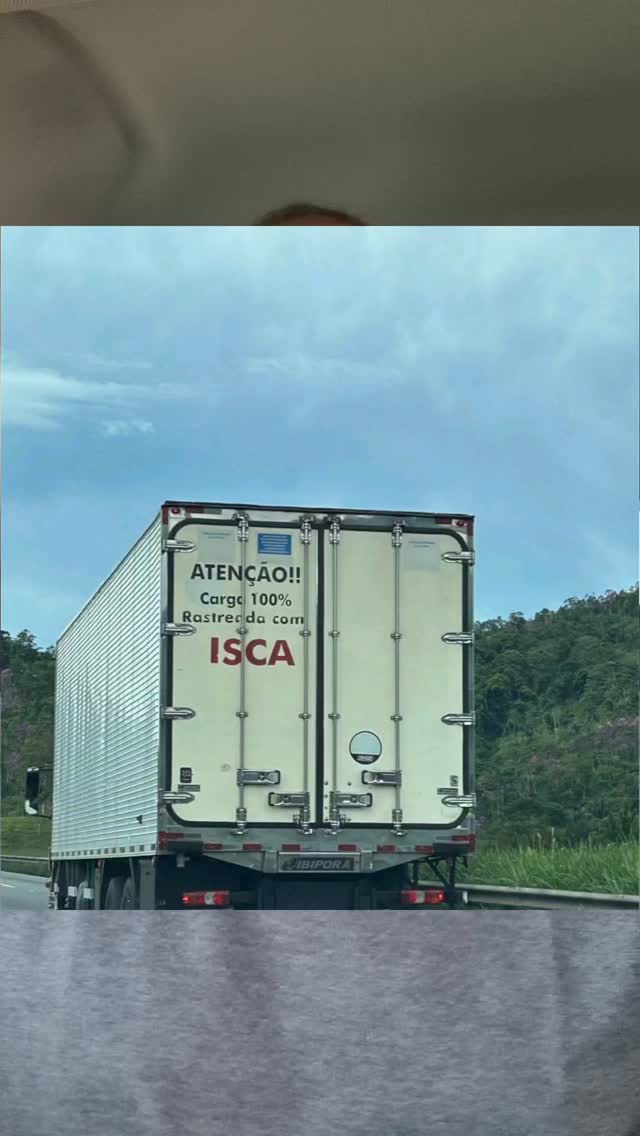 ATENÇÃO!!
Carga 100%
Rastreada com
ISCA
IBIPORÃ